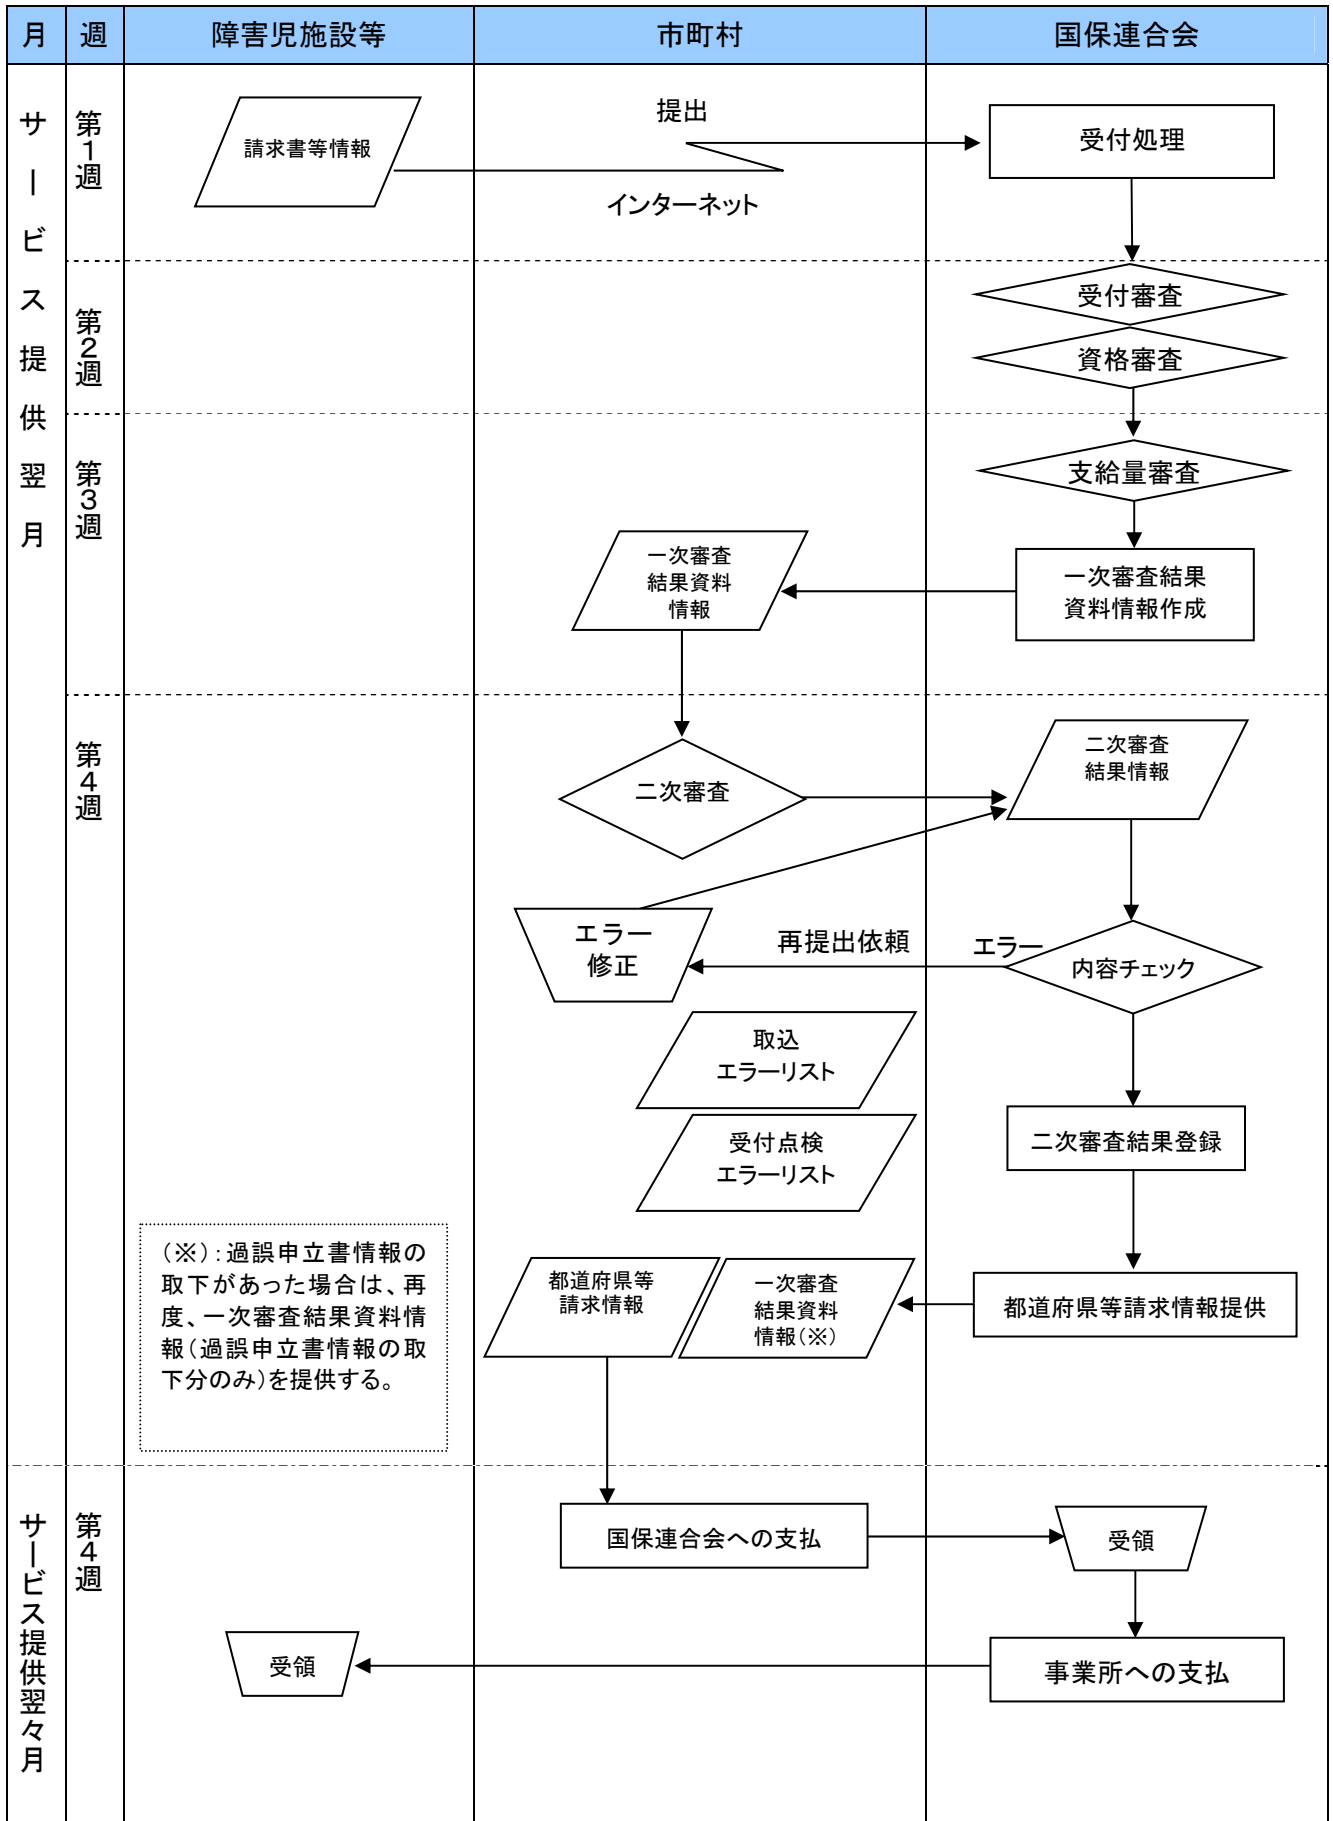 月
週
障害児施設等
市町村
国保連合会
サービス提供翌月
第1週
請求書等情報
提出
インターネット
受付処理
第2週
受付審査
資格審査
第3週
支給量審査
一次審査
結果資料
情報
一次審査結果
資料情報作成
第4週
二次審査
二次審査
結果情報
エラー
修正
再提出依頼
エラー
内容チェック
取込
エラーリスト
受付点検
エラーリスト
二次審査結果登録
(※):過誤申立書情報の
取下があった場合は、再
度、一次審査結果資料情
報(過誤申立書情報の取
下分のみ)を提供する。
都道府県等
請求情報
一次審査
結果資料
情報(※)
都道府県等請求情報提供
サービス提供翌々月
第4週
国保連合会への支払
受領
受領
事業所への支払